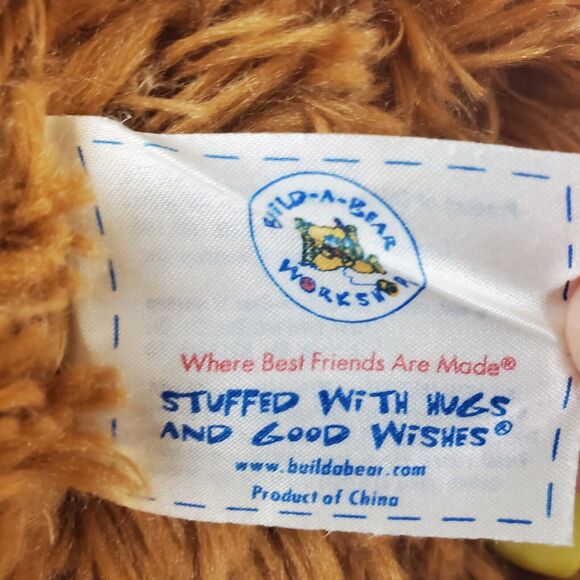 BUILD-A-BEAR
WORKSHOP
Where Best Friends Are Made®
STUFFED WITH HUGS
AND GOOD WISHES®
www.buildabear.com
Product of China